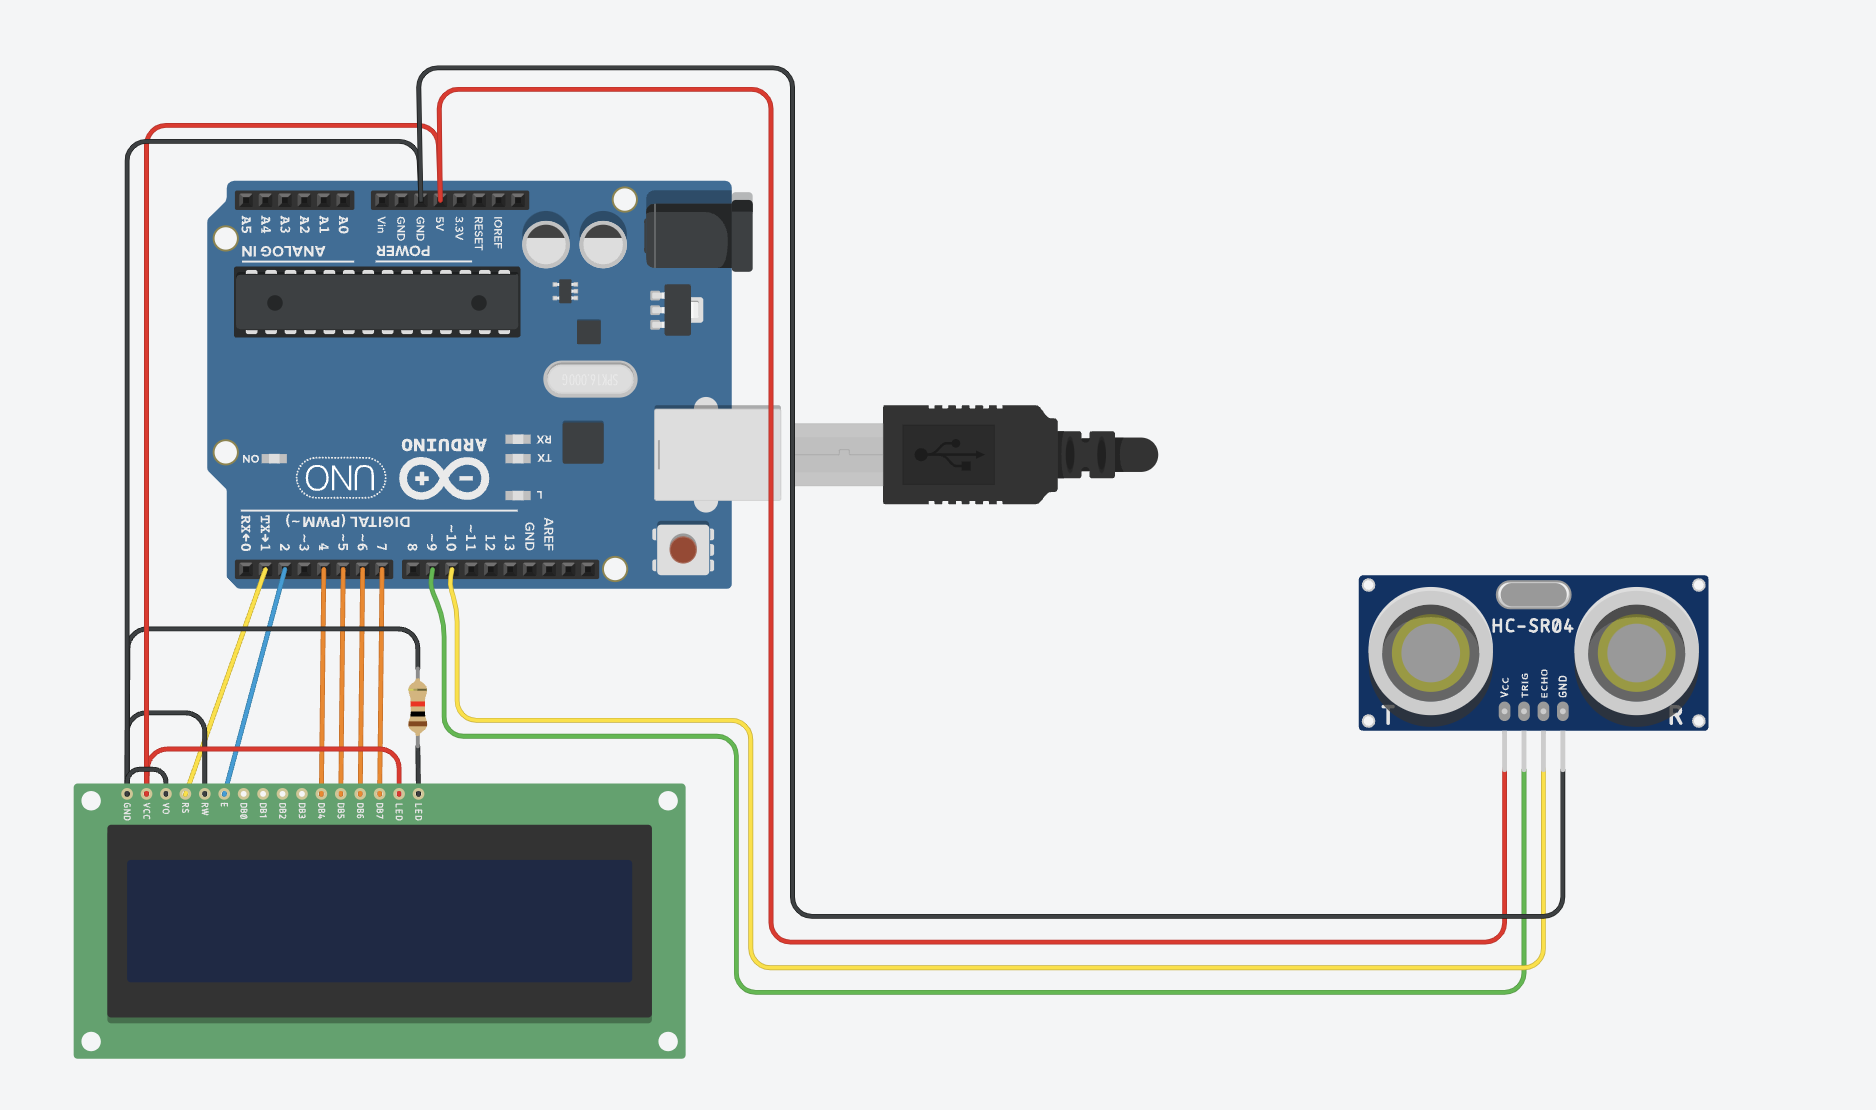 A5
A4
A3
A2
A1
A0
Vin
GND
GND
5V
3.3V
RESET
IOREF
ANALOG IN
POWER
SPK16.000G
RX
TX
L
ON
UNO
ARDUINO
DIGITAL (PWM~)
RX←0
TX→1
2
~3
4
~5
~6
7
8
~9
~10
~11
12
13
GND
AREF
HC-SR04
VCC
TRIG
ECHO
GND
T
R
GND
VCC
VO
RS
RW
E
DB0
DB1
DB2
DB3
DB4
DB5
DB6
DB7
LED
LED